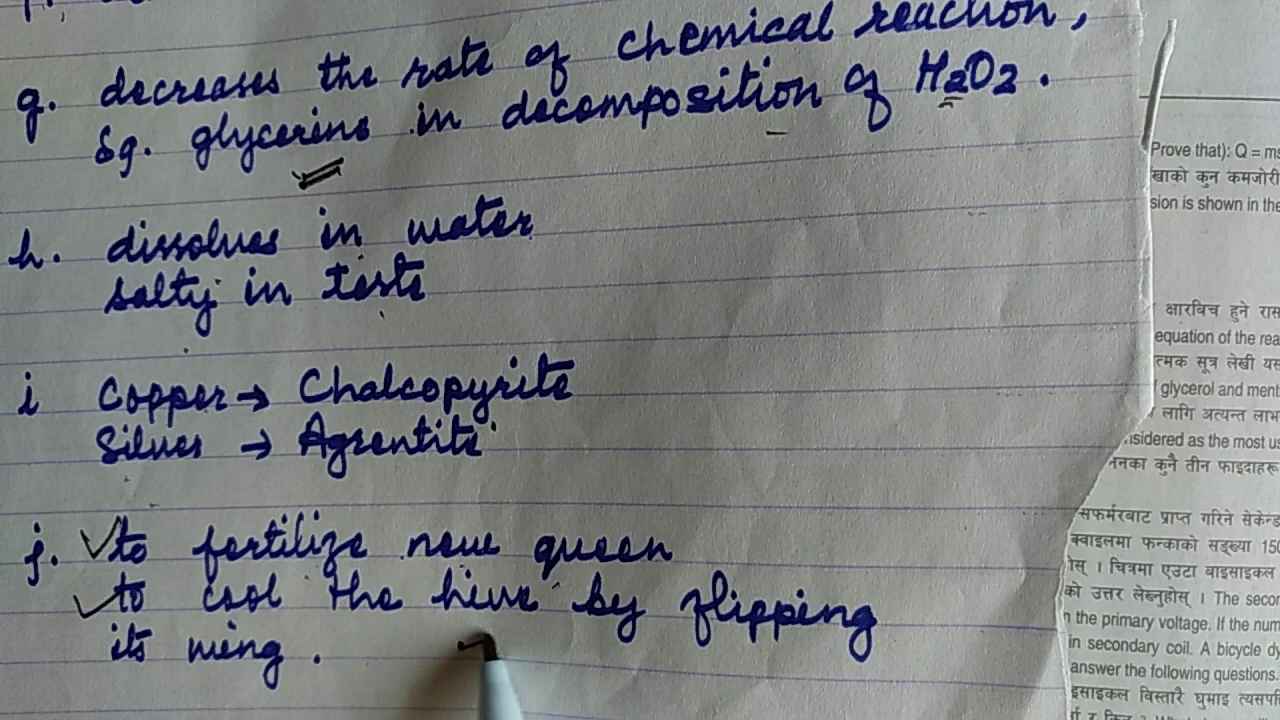 g. decreases the rate of chemical reaction,
Eg. glycerine in decomposition of H2O2.
h. dissolves in water
salty in taste
i Copper → Chalcopyrite
Silver → Agrentite
j. ✓ to fertilize new queen
✓ to cool the hive by flipping
its wing.
Prove that): Q = ms
खाको कुन कमजोरी
sion is shown in the
क्षारबिच हुने रास
equation of the rea
त्मक सूत्र लेखी यस
glycerol and ment
लागि अत्यन्त लाभ
nsidered as the most us
ननका कुनै तीन फाइदाहरू
सफर्मरबाट प्राप्त गरिने सेकेन्ड
क्वाइलमा फन्काको सङ्ख्या 150
ोस् । चित्रमा एउटा वाइसाइकल
को उत्तर लेख्नुहोस् । The secon
n the primary voltage. If the num
in secondary coil. A bicycle dy
answer the following questions.
इसाइकल विस्तारै घुमाइ त्यसपछि